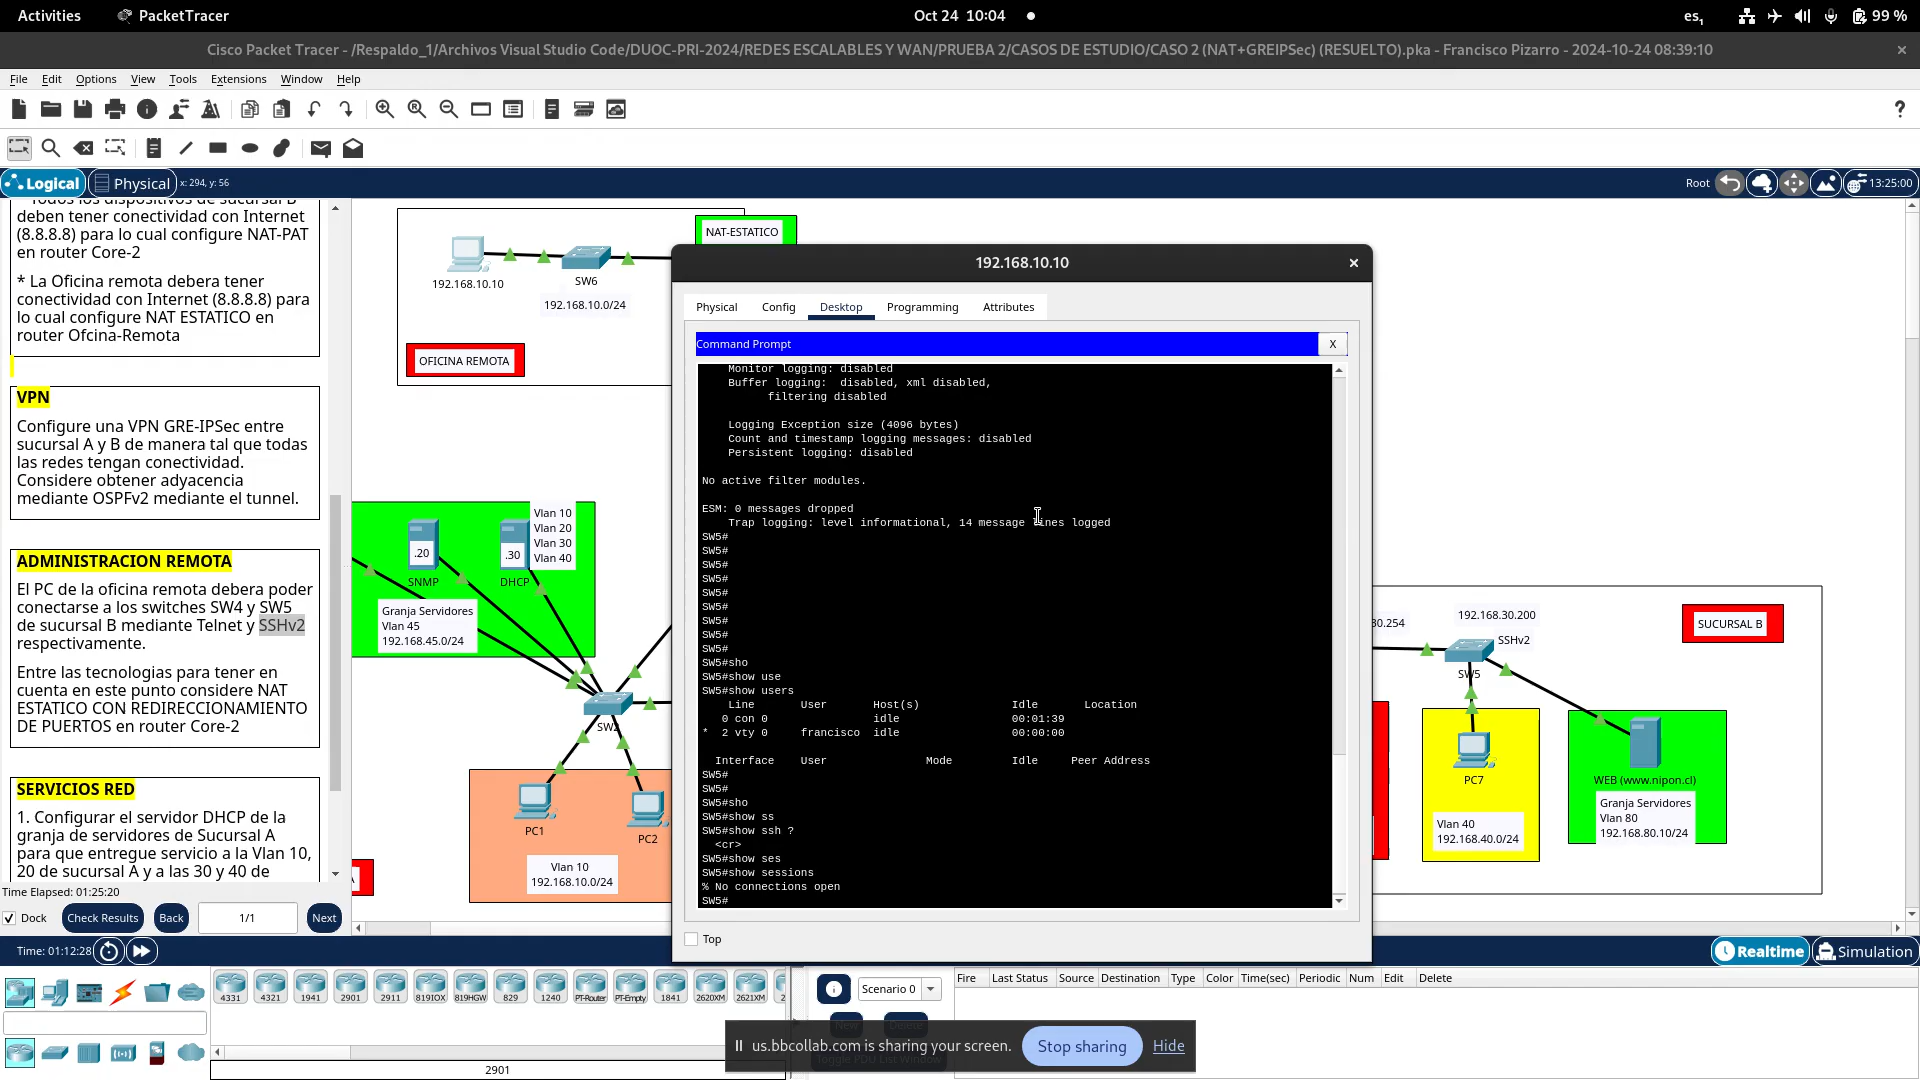 Activities
PacketTracer
Oct 24 10:04
es1
99 %
Cisco Packet Tracer - /Respaldo_1/Archivos Visual Studio Code/DUOC-PRI-2024/REDES ESCALABLES Y WAN/PRUEBA 2/CASOS DE ESTUDIO/CASO 2 (NAT+GREIPSec) (RESUELTO).pka - Francisco Pizarro - 2024-10-24 08:39:10
File Edit Options View Tools Extensions Window Help
Logical
Physical
x: 294, y: 56
Root
13:25:00
Todos los dispositivos de sucursal B
deben tener conectividad con Internet
(8.8.8.8) para lo cual configure NAT-PAT
en router Core-2
* La Oficina remota debera tener
conectividad con Internet (8.8.8.8) para
lo cual configure NAT ESTATICO en
router Ofcina-Remota
VPN
Configure una VPN GRE-IPSec entre
sucursal A y B de manera tal que todas
las redes tengan conectividad.
Considere obtener adyacencia
mediante OSPFv2 mediante el tunnel.
ADMINISTRACION REMOTA
El PC de la oficina remota debera poder
conectarse a los switches SW4 y SW5
de sucursal B mediante Telnet y SSHv2
respectivamente.
Entre las tecnologias para tener en
cuenta en este punto considere NAT
ESTATICO CON REDIRECCIONAMIENTO
DE PUERTOS en router Core-2
SERVICIOS RED
1. Configurar el servidor DHCP de la
granja de servidores de Sucursal A
para que entregue servicio a la Vlan 10,
20 de sucursal A y a las 30 y 40 de
Time Elapsed: 01:25:20
Dock
Check Results
Back
1/1
Next
NAT-ESTATICO
192.168.10.10
SW6
192.168.10.0/24
OFICINA REMOTA
.20
SNMP
.30
DHCP
Vlan 10
Vlan 20
Vlan 30
Vlan 40
Granja Servidores
Vlan 45
192.168.45.0/24
SW2
PC1
PC2
Vlan 10
192.168.10.0/24
A
192.168.10.10
Physical Config Desktop Programming Attributes
Command Prompt
X
Monitor logging: disabled
Buffer logging: disabled, xml disabled,
filtering disabled
Logging Exception size (4096 bytes)
Count and timestamp logging messages: disabled
Persistent logging: disabled
No active filter modules.
ESM: 0 messages dropped
Trap logging: level informational, 14 message lines logged
SW5#
SW5#
SW5#
SW5#
SW5#
SW5#
SW5#
SW5#
SW5#
SW5#sho
SW5#show use
SW5#show users
Line User Host(s) Idle Location
0 con 0 idle 00:01:39
* 2 vty 0 francisco idle 00:00:00
Interface User Mode Idle Peer Address
SW5#
SW5#
SW5#sho
SW5#show ss
SW5#show ssh ?
<cr>
SW5#show ses
SW5#show sessions
% No connections open
SW5#
Top
30.254
192.168.30.200
SSHv2
SW5
SUCURSAL B
PC7
Vlan 40
192.168.40.0/24
WEB (www.nipon.cl)
Granja Servidores
Vlan 80
192.168.80.10/24
Time: 01:12:28
Realtime
Simulation
4331 4321 1941 2901 2911 819IOX 819HGW 829 1240 PT-Router PT-Empty 1841 2620XM 2621XM 2
2901
Scenario 0
New
Delete
Toggle PDU List Window
Fire Last Status Source Destination Type Color Time(sec) Periodic Num Edit Delete
us.bbcollab.com is sharing your screen.
Stop sharing
Hide